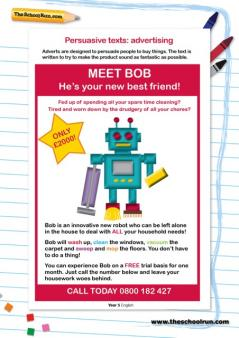 TheSchoolRun.com
Persuasive texts: advertising
Adverts are designed to persuade people to buy things. The text is
written to try to make the product sound as fantastic as possible.
MEET BOB
He's your new best friend!
Fed up of spending all your spare time cleaning?
Tired and worn down by the drudgery of all your chores?
ONLY
£2000!
Bob is an innovative new robot who can be left alone
in the house to deal with ALL your household needs!
Bob will wash up, clean the windows, vacuum the
carpet and sweep and mop the floors. You don't have
to do a thing!
You can experience Bob on a FREE trial basis for one
month. Just call the number below and leave your
housework woes behind.
CALL TODAY 0800 182 427
Year 5 English
www.theschoolrun.com